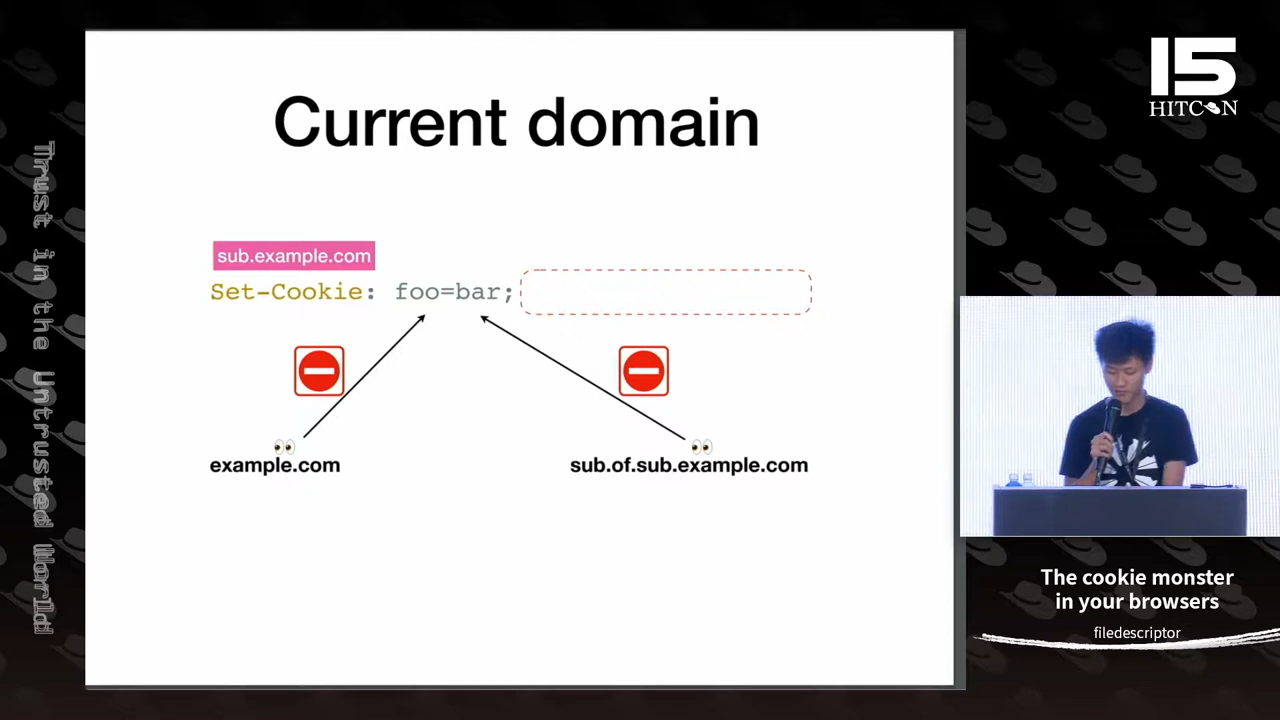 Current domain
sub.example.com
Set-Cookie: foo=bar;
example.com
sub.of.sub.example.com
Thrust in the Untrusted World
15
HITCON
The cookie monster
in your browsers
filedescriptor